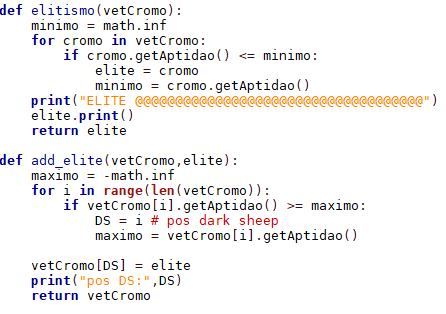 def elitismo(vetCromo):
    minimo = math.inf
    for cromo in vetCromo:
        if cromo.getAptidao() <= minimo:
            elite = cromo
            minimo = cromo.getAptidao()
    print("ELITE @@@@@@@@@@@@@@@@@@@@@@@@@@@@@@@@@@@@")
    elite.print()
    return elite

def add_elite(vetCromo,elite):
    maximo = -math.inf
    for i in range(len(vetCromo)):
        if vetCromo[i].getAptidao() >= maximo:
            DS = i # pos dark sheep
            maximo = vetCromo[i].getAptidao()

    vetCromo[DS] = elite
    print("pos DS:",DS)
    return vetCromo